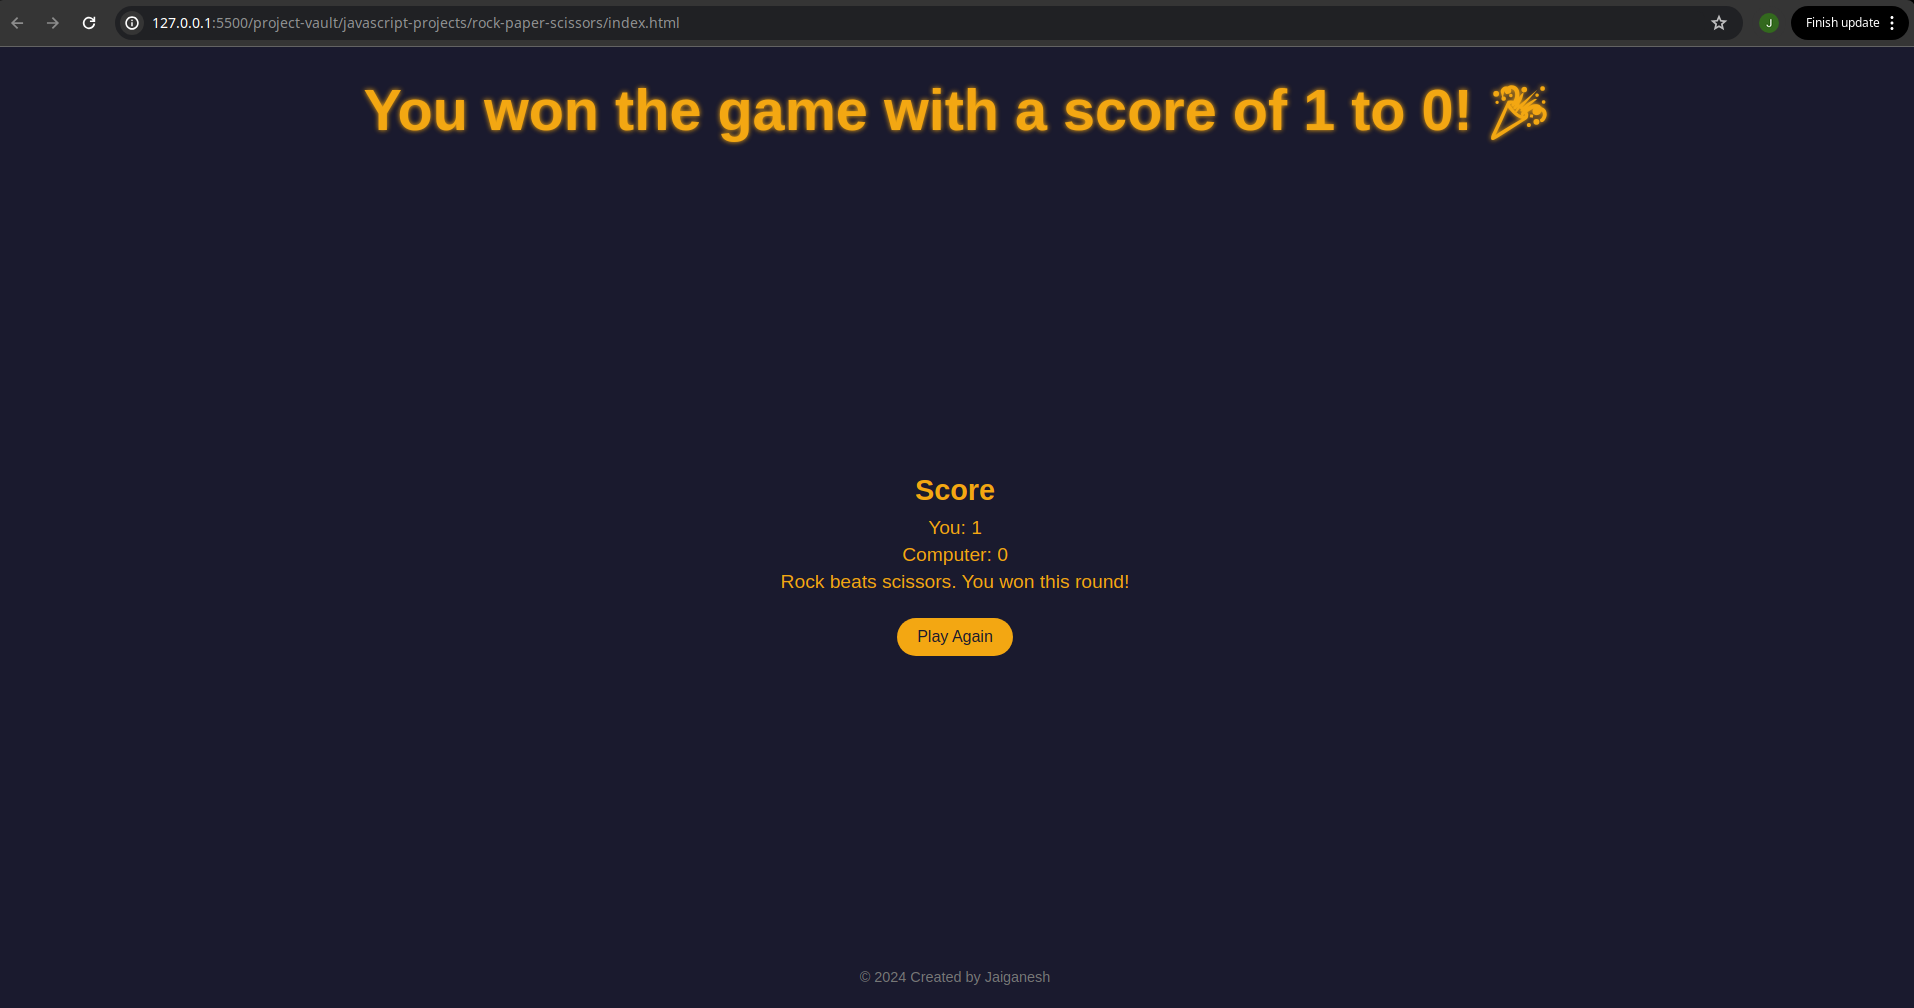 127.0.0.1:5500/project-vault/javascript-projects/rock-paper-scissors/index.html
J
Finish update
You won the game with a score of 1 to 0! 🎉
Score
You: 1
Computer: 0
Rock beats scissors. You won this round!
Play Again
© 2024 Created by Jaiganesh